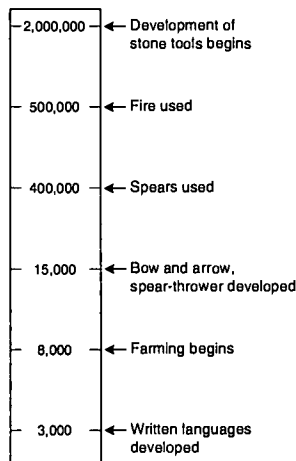 2,000,000 Development of
stone tools begins
500,000 Fire used
400,000 Spears used
15,000 Bow and arrow,
spear-thrower developed
8,000 Farming begins
3,000 Written languages
developed